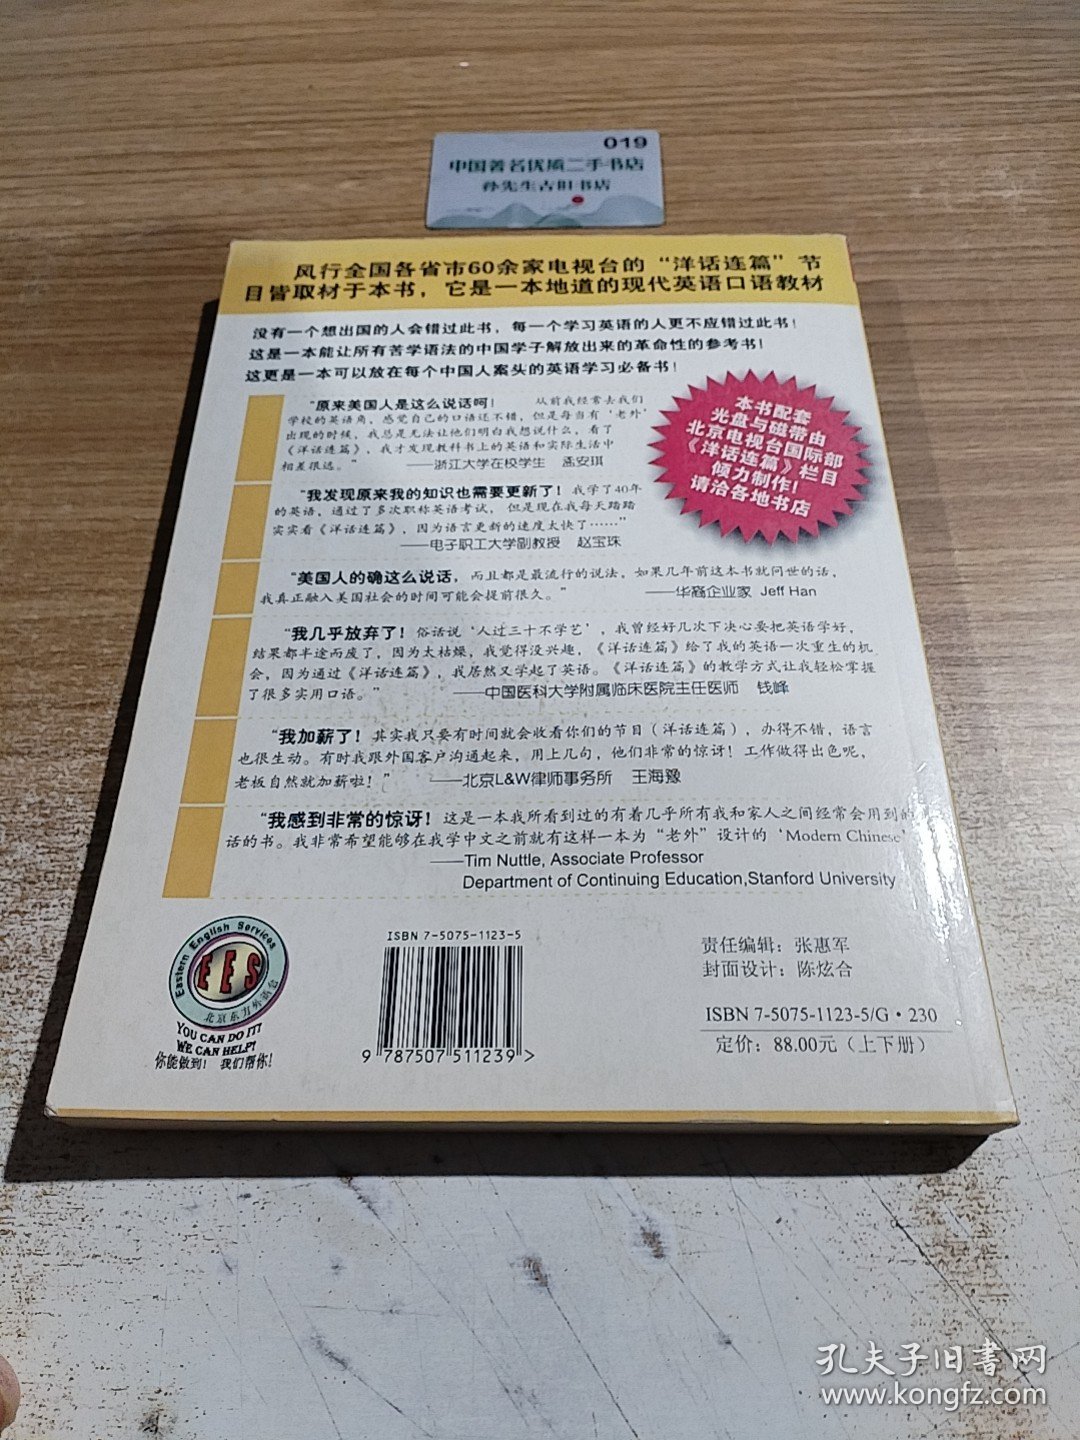 019
中国著名优质二手书店
孙先生古旧书店
风行全国各省市60余家电视台的“洋话连篇”节
目皆取材于本书，它是一本地道的现代英语口语教材
没有一个想出国的人会错过此书，每一个学习英语的人更不应错过此书！
这是一本能让所有苦学语法的中国学子解放出来的革命性的参考书！
这更是一本可以放在每个中国人案头的英语学习必备书！
“原来美国人是这么说话呵！ 从前我经常去我们
学校的英语角，感觉自己的口语还不错，但是每当有‘老外’
出现的时候，我总是无法让他们明白我想说什么，看了
《洋话连篇》，我才发现教科书上的英语和实际生活中
相差很远。” ——浙江大学在校学生 孟安琪
本书配套
光盘与磁带由
北京电视台国际部
《洋话连篇》栏目
倾力制作！
请洽各地书店
“我发现原来我的知识也需要更新了！我学了40年
的英语，通过了多次职称英语考试，但是现在我每天踏踏
实实看《洋话连篇》，因为语言更新的速度太快了……”
——电子职工大学副教授 赵宝珠
“美国人的确这么说话，而且都是最流行的说法，如果几年前这本书就问世的话，
我真正融入美国社会的时间可能会提前很久。” ——华裔企业家 Jeff Han
“我几乎放弃了！俗话说‘人过三十不学艺’，我曾经好几次下决心要把英语学好，
结果都半途而废了，因为太枯燥，我觉得没兴趣，《洋话连篇》给了我的英语一次重生的机
会，因为通过《洋话连篇》，我居然又学起了英语。《洋话连篇》的教学方式让我轻松掌握
了很多实用口语。” ——中国医科大学附属临床医院主任医师 钱峰
“我加薪了！其实我只要有时间就会收看你们的节目（洋话连篇），办得不错，语言
也很生动。有时我跟外国客户沟通起来，用上几句，他们非常的惊讶！工作做得出色呢，
老板自然就加薪啦！” ——北京L&W律师事务所 王海豫
“我感到非常的惊讶！这是一本我所看到过的有着几乎所有我和家人之间经常会用到的
话的书。我非常希望能够在我学中文之前就有这样一本为“老外”设计的‘Modern Chinese’
——Tim Nuttle, Associate Professor
Department of Continuing Education,Stanford University
Eastern English Services
EES
北京东方外语会
YOU CAN DO IT!
WE CAN HELP!
你能做到！ 我们帮你！
ISBN 7-5075-1123-5
9 787507 511239 >
责任编辑：张惠军
封面设计：陈炫合
ISBN 7-5075-1123-5/G·230
定价：88.00元（上下册）
孔夫子旧書网
www.kongfz.com